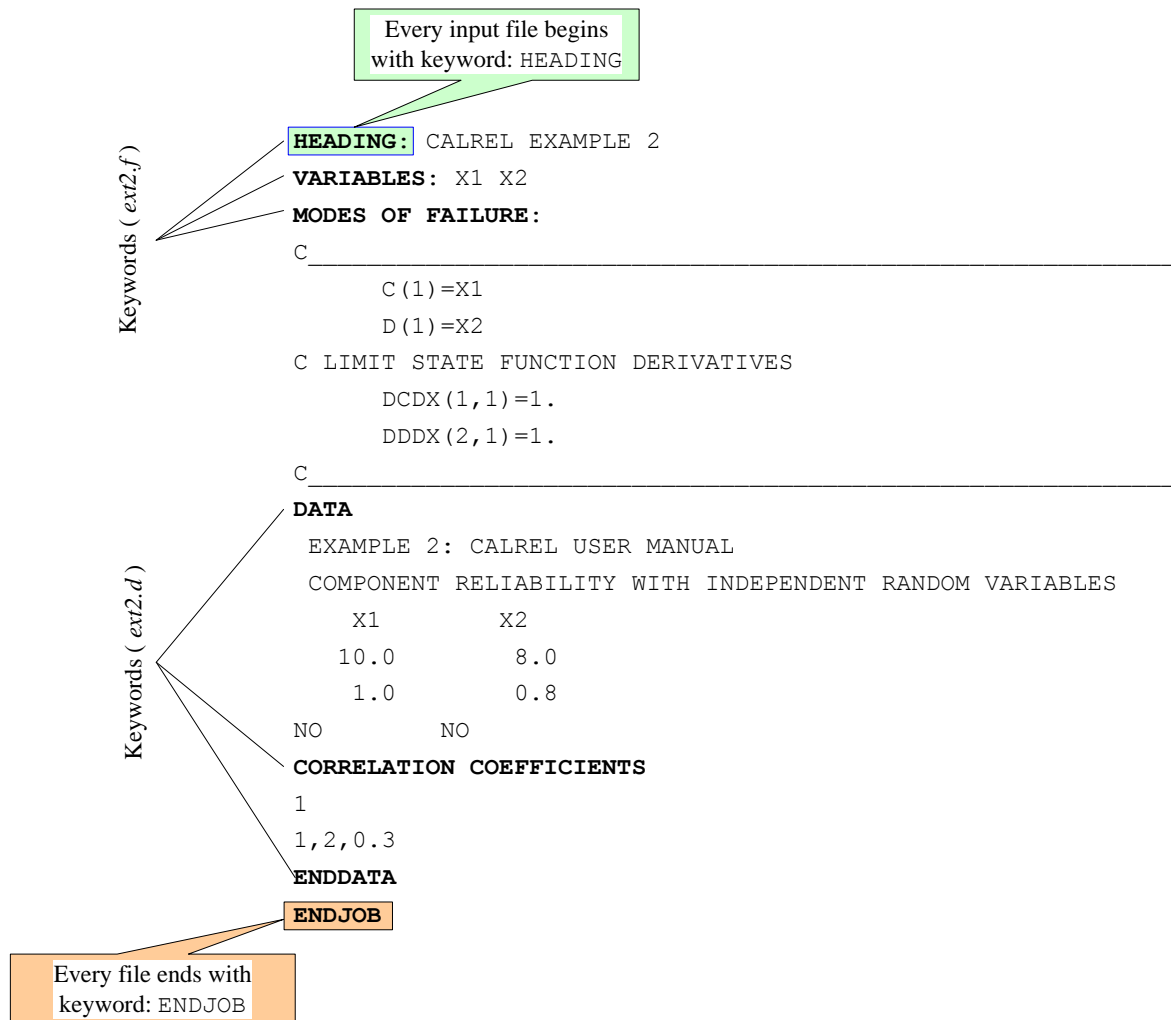 Every input file begins
with keyword: HEADING
Keywords ( ext2.f )
HEADING: CALREL EXAMPLE 2
VARIABLES: X1 X2
MODES OF FAILURE:
C___________________________________________________________
C(1)=X1
D(1)=X2
C LIMIT STATE FUNCTION DERIVATIVES
DCDX(1,1)=1.
DDDX(2,1)=1.
C___________________________________________________________
Keywords ( ext2.d )
DATA
EXAMPLE 2: CALREL USER MANUAL
COMPONENT RELIABILITY WITH INDEPENDENT RANDOM VARIABLES
X1 X2
10.0 8.0
1.0 0.8
NO NO
CORRELATION COEFFICIENTS
1
1,2,0.3
ENDDATA
ENDJOB
Every file ends with
keyword: ENDJOB